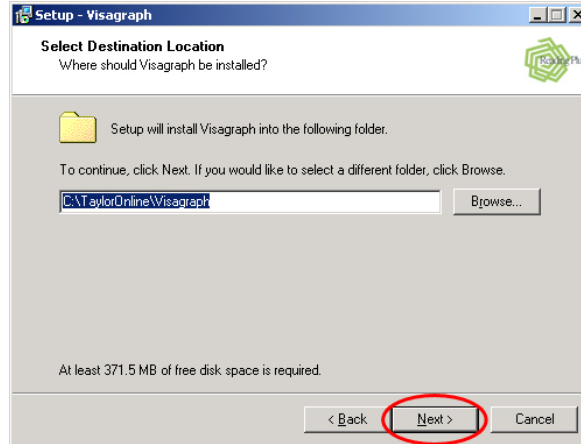 Setup - Visagraph
Select Destination Location
Where should Visagraph be installed?
Reading Plu
Setup will install Visagraph into the following folder.
To continue, click Next. If you would like to select a different folder, click Browse.
C:\TaylorOnline\Visagraph
Browse...
At least 371.5 MB of free disk space is required.
< Back
Next >
Cancel